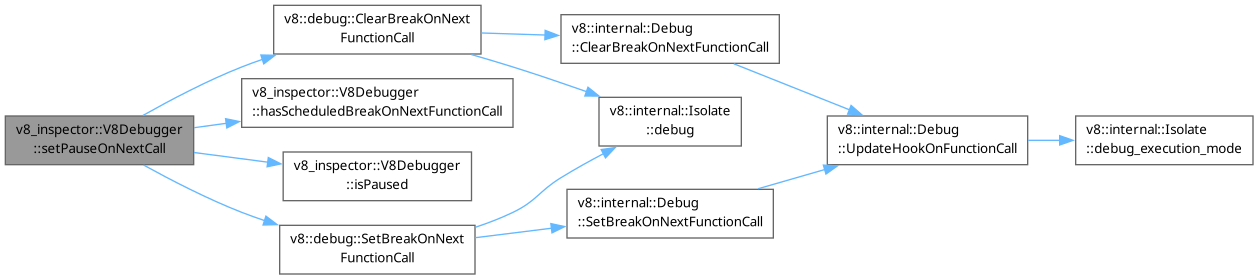 v8_inspector::V8Debugger
::setPauseOnNextCall
v8::debug::ClearBreakOnNext
FunctionCall
v8_inspector::V8Debugger
::hasScheduledBreakOnNextFunctionCall
v8_inspector::V8Debugger
::isPaused
v8::debug::SetBreakOnNext
FunctionCall
v8::internal::Debug
::ClearBreakOnNextFunctionCall
v8::internal::Isolate
::debug
v8::internal::Debug
::SetBreakOnNextFunctionCall
v8::internal::Debug
::UpdateHookOnFunctionCall
v8::internal::Isolate
::debug_execution_mode